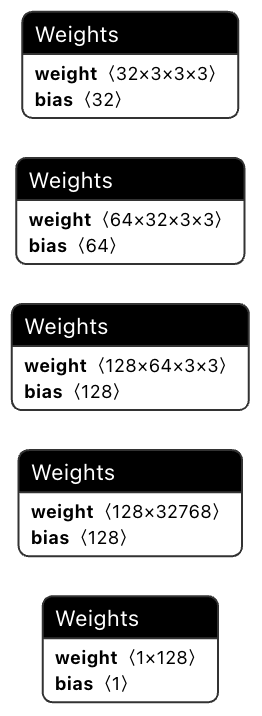 Weights
weight ⟨32×3×3×3⟩
bias ⟨32⟩
Weights
weight ⟨64×32×3×3⟩
bias ⟨64⟩
Weights
weight ⟨128×64×3×3⟩
bias ⟨128⟩
Weights
weight ⟨128×32768⟩
bias ⟨128⟩
Weights
weight ⟨1×128⟩
bias ⟨1⟩